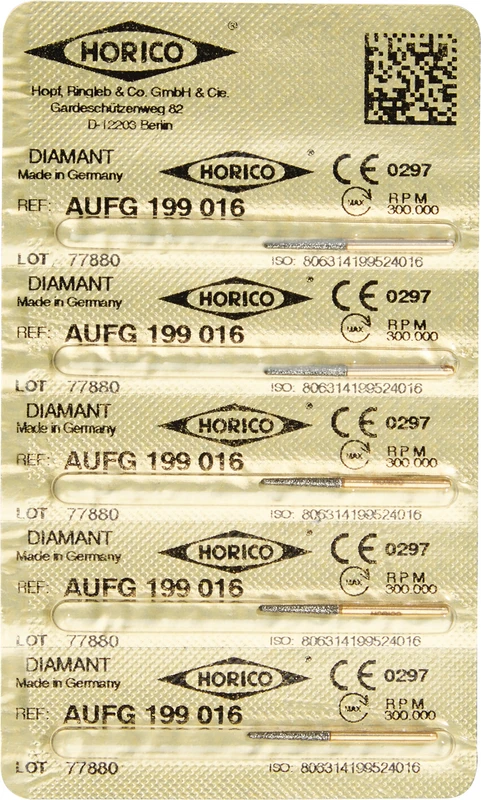 HORICO ®
Hopf, Ringleb & Co. GmbH & Cie.
Gardeschützenweg 82
D-12203 Berlin
DIAMANT HORICO ® CE 0297
Made in Germany
REF: AUFG 199 016 MAX RPM 300.000
LOT 77880 ISO: 806314199524016
DIAMANT HORICO ® CE 0297
Made in Germany
REF: AUFG 199 016 MAX RPM 300.000
LOT 77880 ISO: 806314199524016
DIAMANT HORICO ® CE 0297
Made in Germany
REF: AUFG 199 016 MAX RPM 300.000
HORICO
LOT 77880 ISO: 806314199524016
DIAMANT HORICO ® CE 0297
Made in Germany
REF: AUFG 199 016 MAX RPM 300.000
HORICO
LOT 77880 ISO: 806314199524016
DIAMANT HORICO ® CE 0297
Made in Germany
REF: AUFG 199 016 MAX RPM 300.000
LOT 77880 ISO: 806314199524016